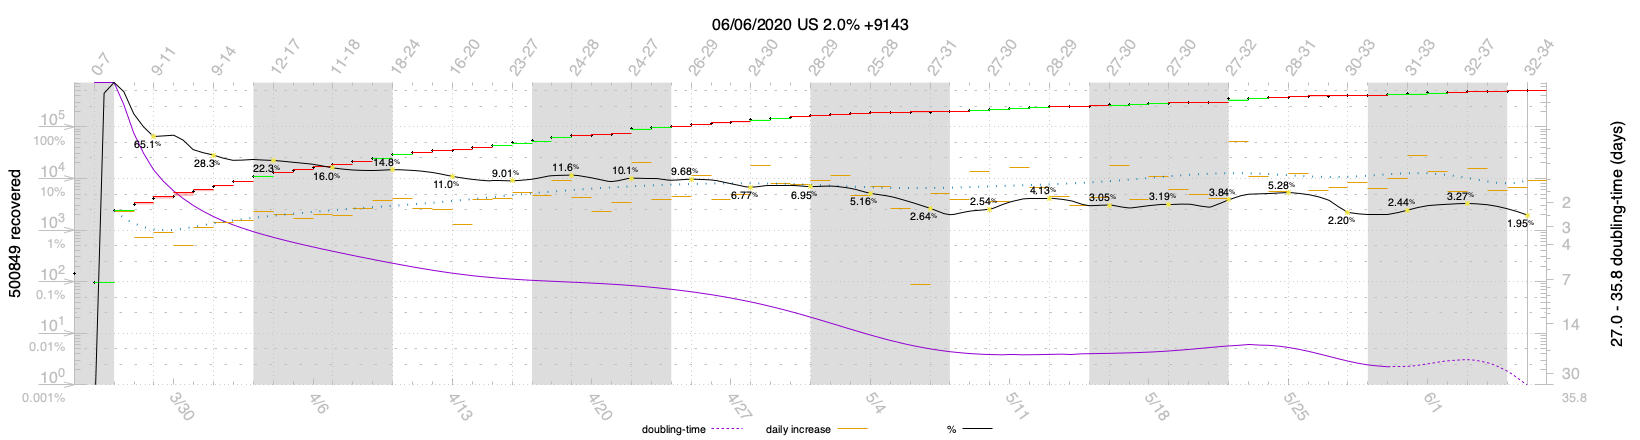 06/06/2020 US 2.0% +9143
0-7 9-11 9-14 12-17 11-18 18-24 16-20 23-27 24-28 24-27 26-29 24-30 28-29 25-28 27-31 27-30 28-29 27-30 27-30 27-32 28-31 30-33 31-33 32-37 32-34
500849 recovered
10^5
100%
10^4
10%
10^3
1%
10^2
0.1%
10^1
0.01%
10^0
0.001%
65.1% 28.3% 22.3% 16.0% 14.8% 11.0% 9.01% 11.6% 10.1% 9.68% 6.77% 6.95% 5.16% 2.64% 2.54% 4.13% 3.05% 3.19% 3.84% 5.28% 2.20% 2.44% 3.27% 1.95%
2
3
4
7
14
30
35.8
27.0 - 35.8 doubling-time (days)
3/30 4/6 4/13 4/20 4/27 5/4 5/11 5/18 5/25 6/1
doubling-time daily increase %